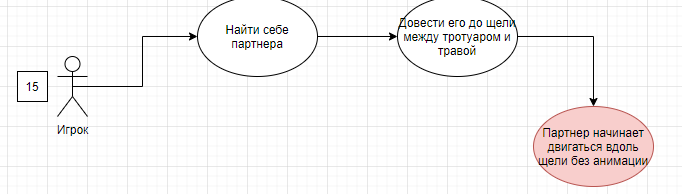 Найти себе
партнера
Довести его до щели
между тротуаром и
травой
15
Игрок
Партнер начинает
двигаться вдоль
щели без анимации